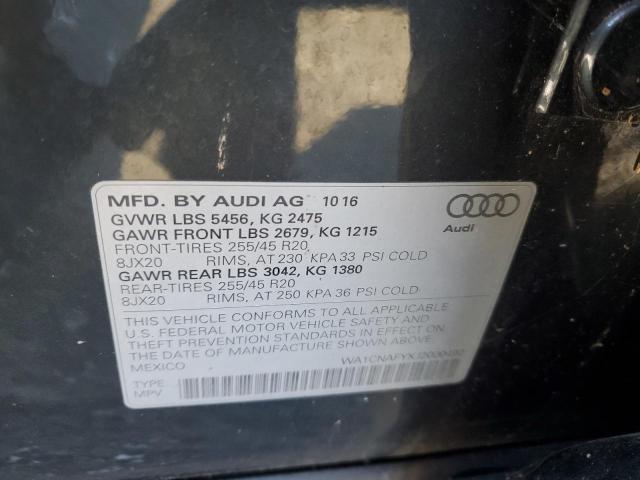 MFD. BY AUDI AG 10 16
GVWR LBS 5456, KG 2475
GAWR FRONT LBS 2679, KG 1215
FRONT-TIRES 255/45 R20,
8JX20 RIMS, AT 230 KPA 33 PSI COLD
GAWR REAR LBS 3042, KG 1380
REAR-TIRES 255/45 R20
8JX20 RIMS, AT 250 KPA 36 PSI COLD
Audi
THIS VEHICLE CONFORMS TO ALL APPLICABLE
U.S. FEDERAL MOTOR VEHICLE SAFETY AND
THEFT PREVENTION STANDARDS IN EFFECT ON
THE DATE OF MANUFACTURE SHOWN ABOVE
MEXICO
TYPE
MPV